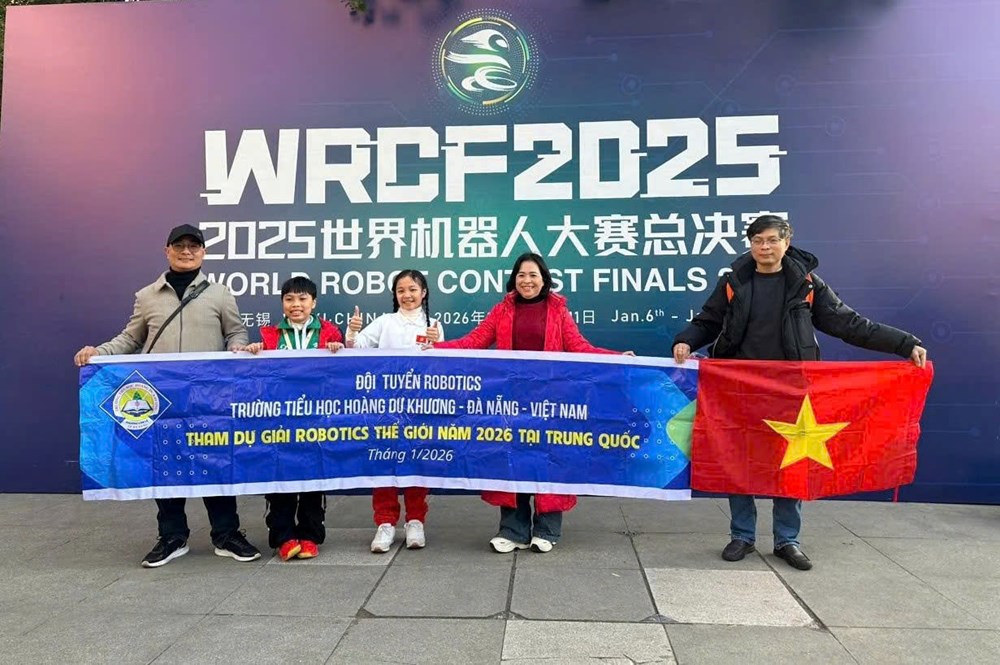 WRCF2025
2025世界机器人大赛总决赛
WORLD ROBOT CONTEST FINALS
无锡
2026年
Jan.6th -
ĐỘI TUYỂN ROBOTICS
TRƯỜNG TIỂU HỌC HOÀNG DƯ KHƯƠNG - ĐÀ NẴNG - VIỆT NAM
THAM DỰ GIẢI ROBOTICS THẾ GIỚI NĂM 2026 TẠI TRUNG QUỐC
Tháng 1/2026